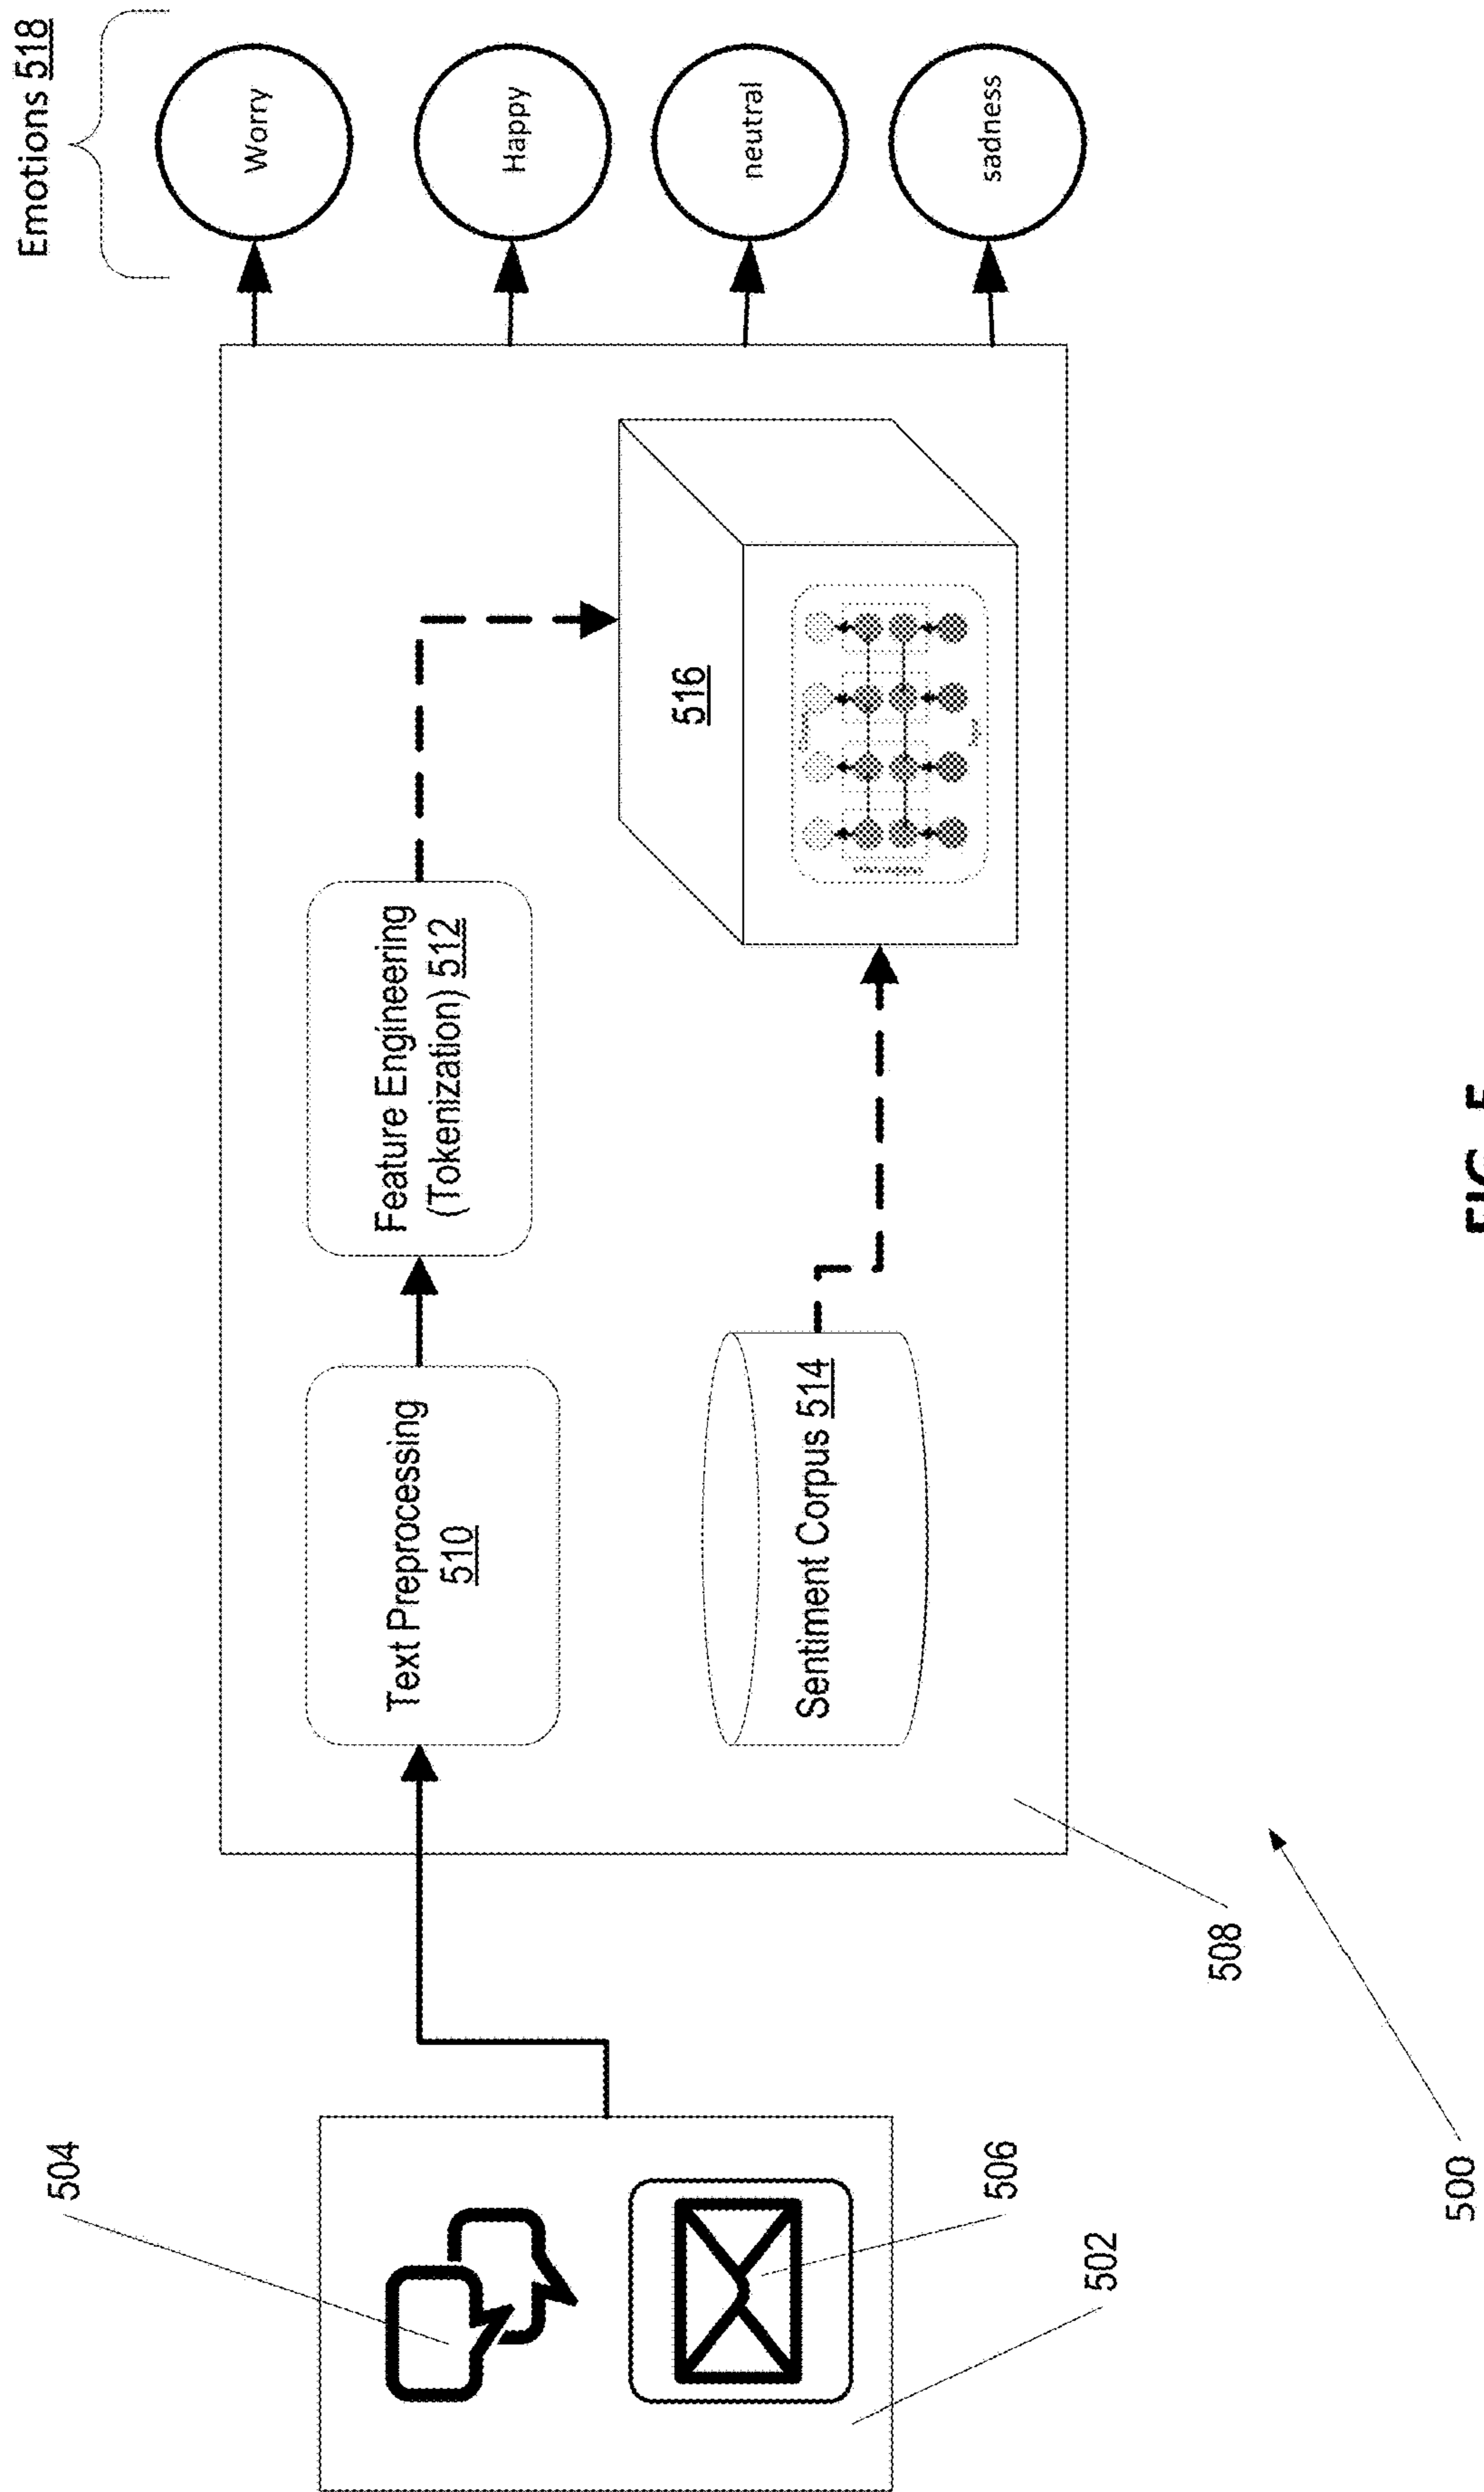 Emotions 518
Worry
Happy
neutral
sadness
516
Feature Engineering
(Tokenization) 512
Text Preprocessing
510
Sentiment Corpus 514
504
506
502
508
500